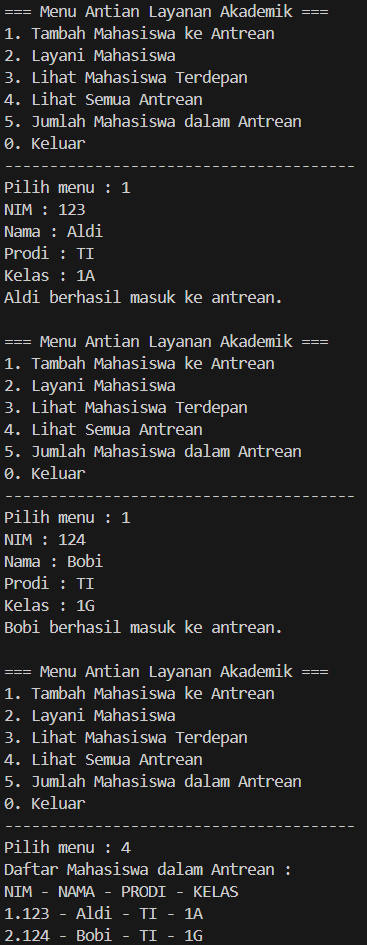 === Menu Antian Layanan Akademik ===
1. Tambah Mahasiswa ke Antrean
2. Layani Mahasiswa
3. Lihat Mahasiswa Terdepan
4. Lihat Semua Antrean
5. Jumlah Mahasiswa dalam Antrean
0. Keluar
---------------------------------------
Pilih menu : 1
NIM : 123
Nama : Aldi
Prodi : TI
Kelas : 1A
Aldi berhasil masuk ke antrean.

=== Menu Antian Layanan Akademik ===
1. Tambah Mahasiswa ke Antrean
2. Layani Mahasiswa
3. Lihat Mahasiswa Terdepan
4. Lihat Semua Antrean
5. Jumlah Mahasiswa dalam Antrean
0. Keluar
---------------------------------------
Pilih menu : 1
NIM : 124
Nama : Bobi
Prodi : TI
Kelas : 1G
Bobi berhasil masuk ke antrean.

=== Menu Antian Layanan Akademik ===
1. Tambah Mahasiswa ke Antrean
2. Layani Mahasiswa
3. Lihat Mahasiswa Terdepan
4. Lihat Semua Antrean
5. Jumlah Mahasiswa dalam Antrean
0. Keluar
---------------------------------------
Pilih menu : 4
Daftar Mahasiswa dalam Antrean :
NIM - NAMA - PRODI - KELAS
1.123 - Aldi - TI - 1A
2.124 - Bobi - TI - 1G